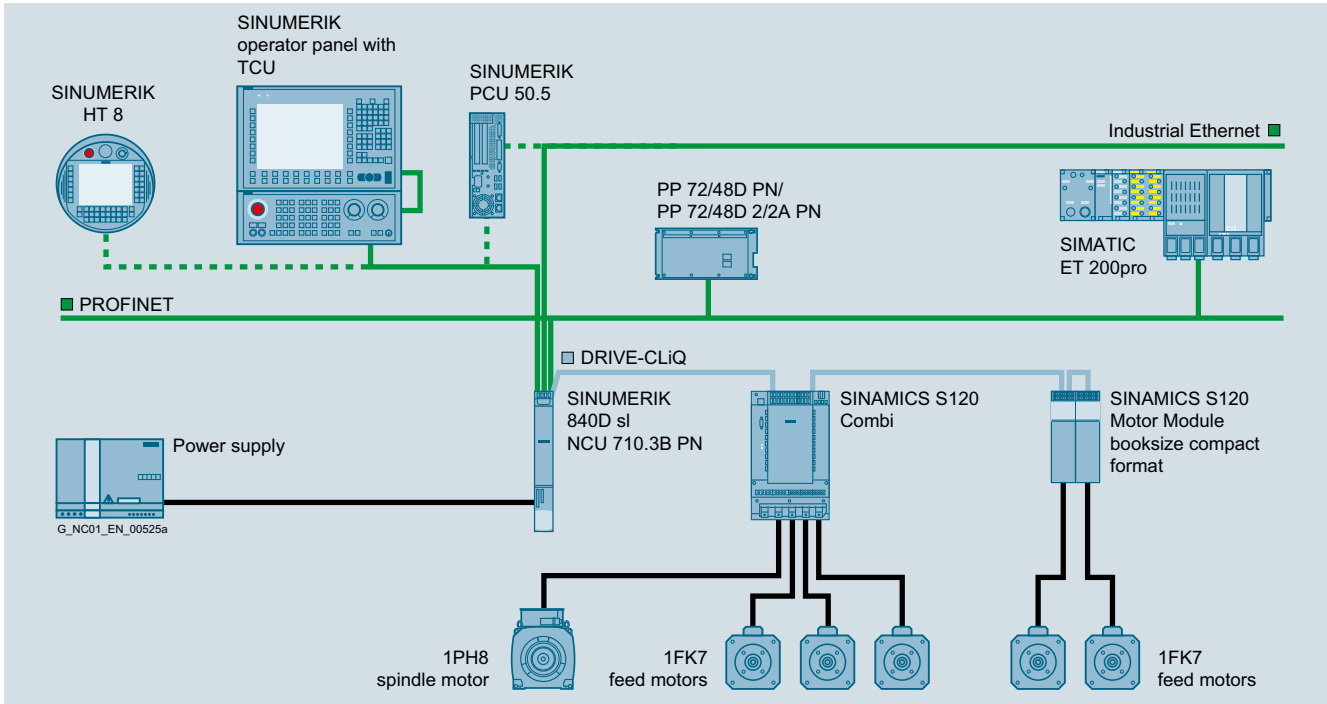 SINUMERIK
operator panel with
TCU
SINUMERIK
HT 8
SINUMERIK
PCU 50.5
Industrial Ethernet
PP 72/48D PN/
PP 72/48D 2/2A PN
SIMATIC
ET 200pro
PROFINET
DRIVE-CLiQ
SINUMERIK
840D sl
NCU 710.3B PN
SINAMICS S120
Combi
SINAMICS S120
Motor Module
booksize compact
format
Power supply
G_NC01_EN_00525a
1PH8
spindle motor
1FK7
feed motors
1FK7
feed motors